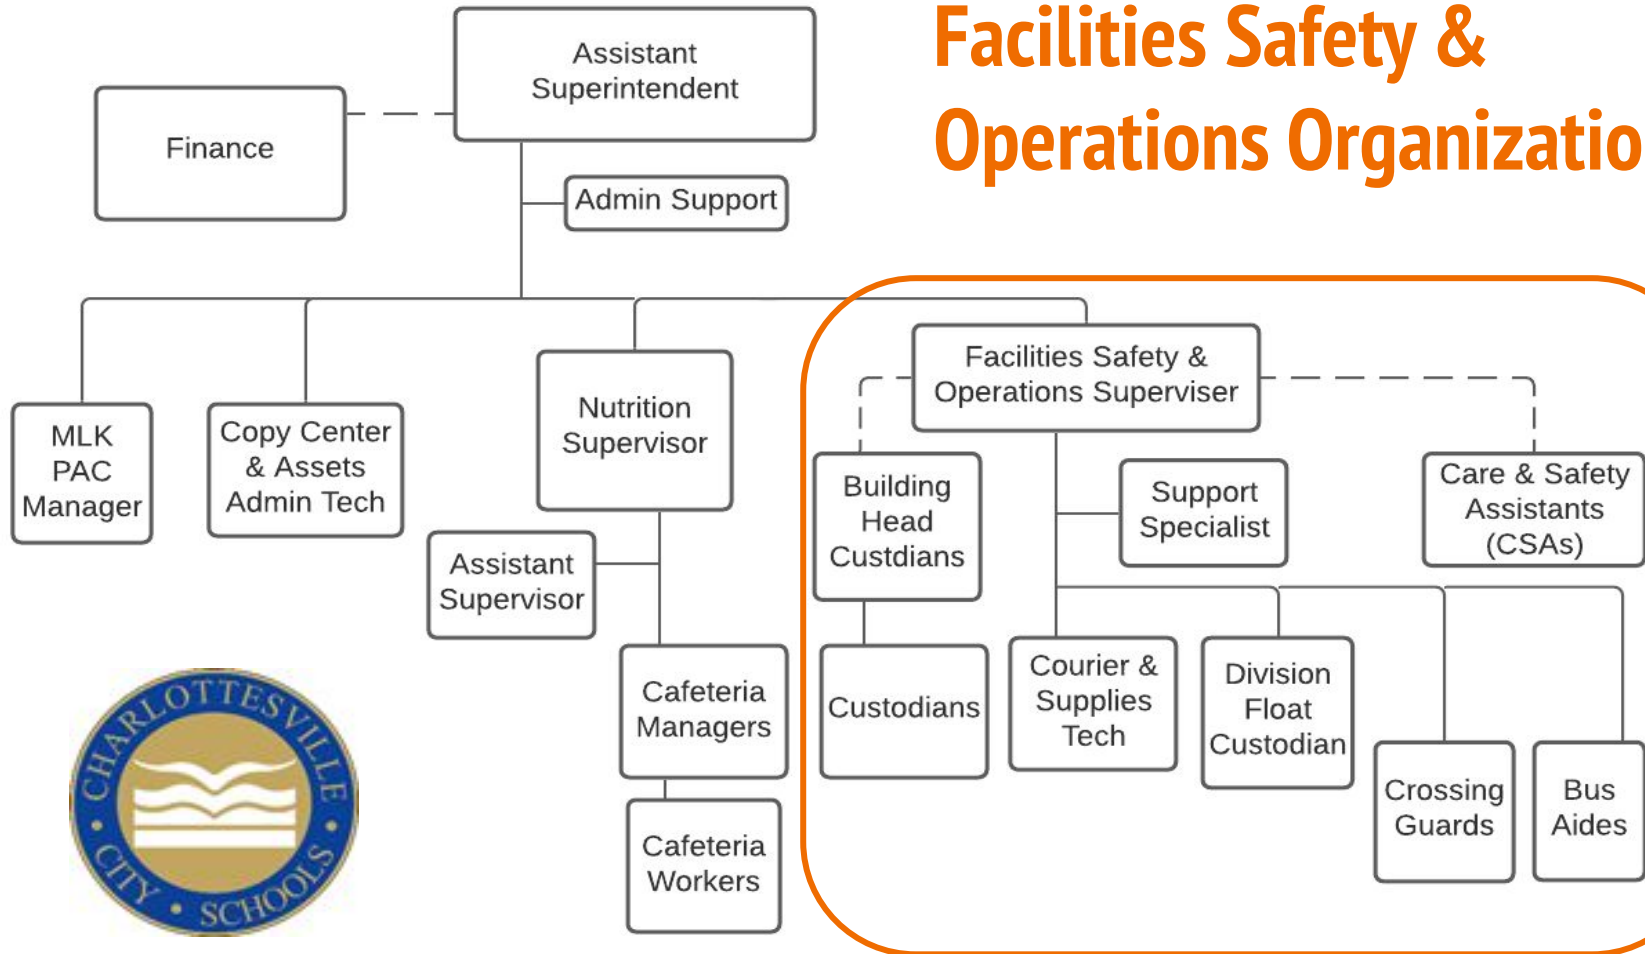 Facilities Safety &
Operations Organizatio
Assistant
Superintendent
Finance
Admin Support
MLK
PAC
Manager
Copy Center
& Assets
Admin Tech
Nutrition
Supervisor
Assistant
Supervisor
Cafeteria
Managers
Cafeteria
Workers
Facilities Safety &
Operations Superviser
Building
Head
Custdians
Custodians
Support
Specialist
Care & Safety
Assistants
(CSAs)
Courier &
Supplies
Tech
Division
Float
Custodian
Crossing
Guards
Bus
Aides
CHARLOTTESVILLE
CITY • SCHOOLS